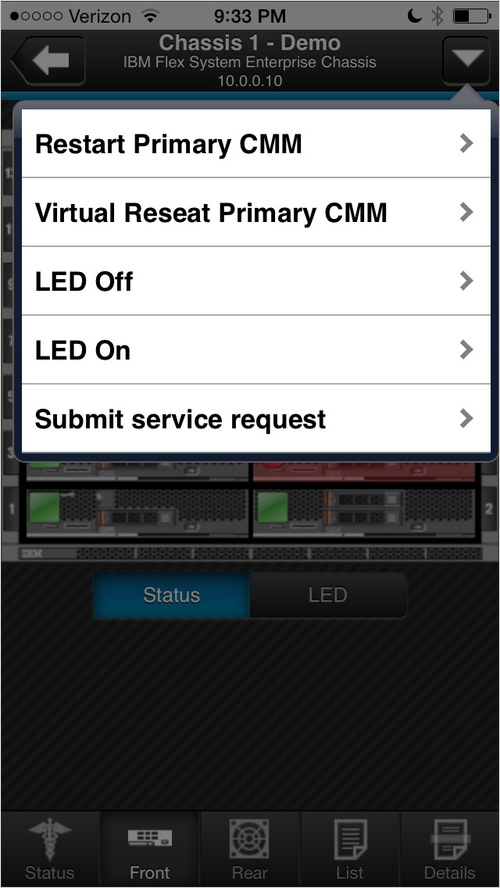 Verizon 9:33 PM
Chassis 1 - Demo
IBM Flex System Enterprise Chassis
10.0.0.10
Restart Primary CMM
Virtual Reseat Primary CMM
LED Off
LED On
Submit service request
1 2
IBM
Status LED
Status Front Rear List Details